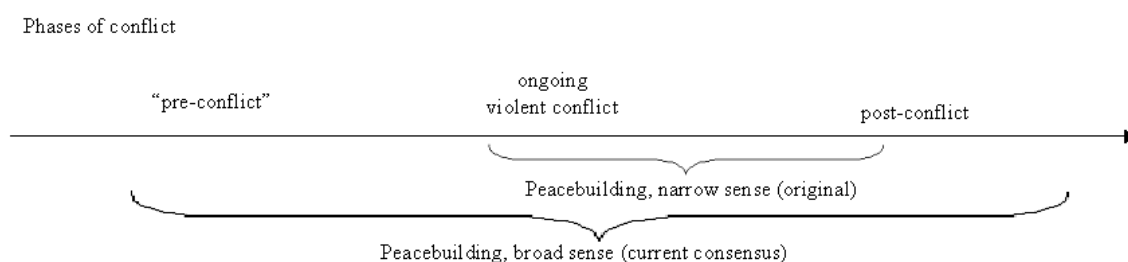 Phases of conflict
“pre-conflict”
ongoing
violent conflict
post-conflict
Peacebuilding, narrow sense (original)
Peacebuilding, broad sense (current consensus)